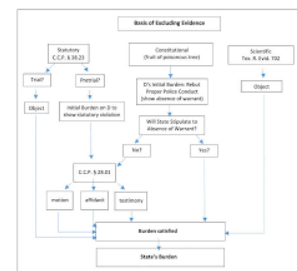 Basis of Excluding Evidence
Statutory
C.C.P. § 38.23
Constitutional
(fruit of poisonous tree)
Scientific
Tex. R. Evid. 702
Trial?
Pretrial?
D's Initial Burden: Rebut
Proper Police Conduct
(show absence of warrant)
Object
Object
Initial Burden on D to
show statutory violation
Will State Stipulate to
Absence of Warrant?
No?
Yes?
C.C.P. § 28.01
motion
affidavit
testimony
Burden satisfied
State's Burden